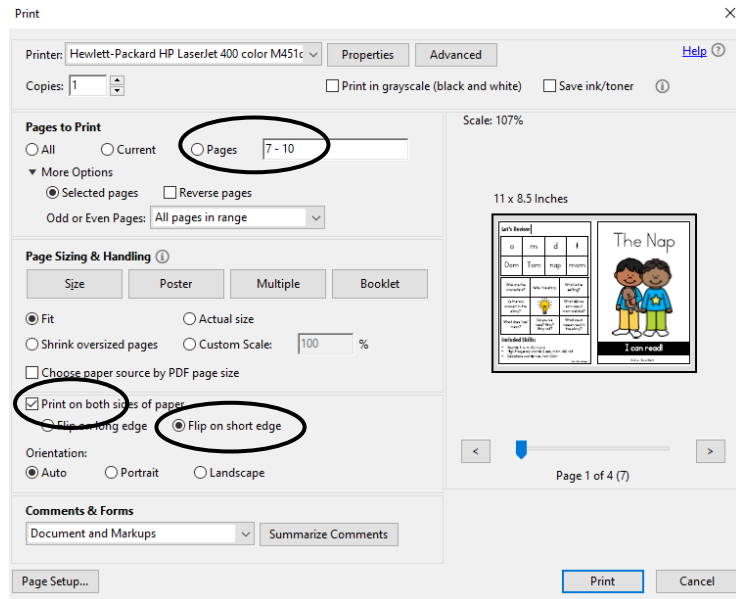 Print
Printer: Hewlett-Packard HP LaserJet 400 color M451c Properties Advanced Help
Copies: 1 Print in grayscale (black and white) Save ink/toner
Pages to Print
All Current Pages 7 - 10
More Options
Selected pages Reverse pages
Odd or Even Pages: All pages in range
Page Sizing & Handling
Size Poster Multiple Booklet
Fit Actual size
Shrink oversized pages Custom Scale: 100 %
Choose paper source by PDF page size
Print on both sides of paper
Flip on long edge Flip on short edge
Orientation:
Auto Portrait Landscape
Comments & Forms
Document and Markups Summarize Comments
Page Setup...
Scale: 107%
11 x 8.5 Inches
Let's Review!
o m d t
Dom Tom nap mom
Included Skills:
The Nap
I can read!
< >
Page 1 of 4 (7)
Print Cancel